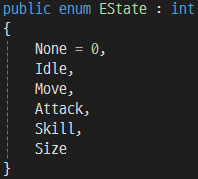 public enum EState : int
{
    None = 0,
    Idle,
    Move,
    Attack,
    Skill,
    Size
}